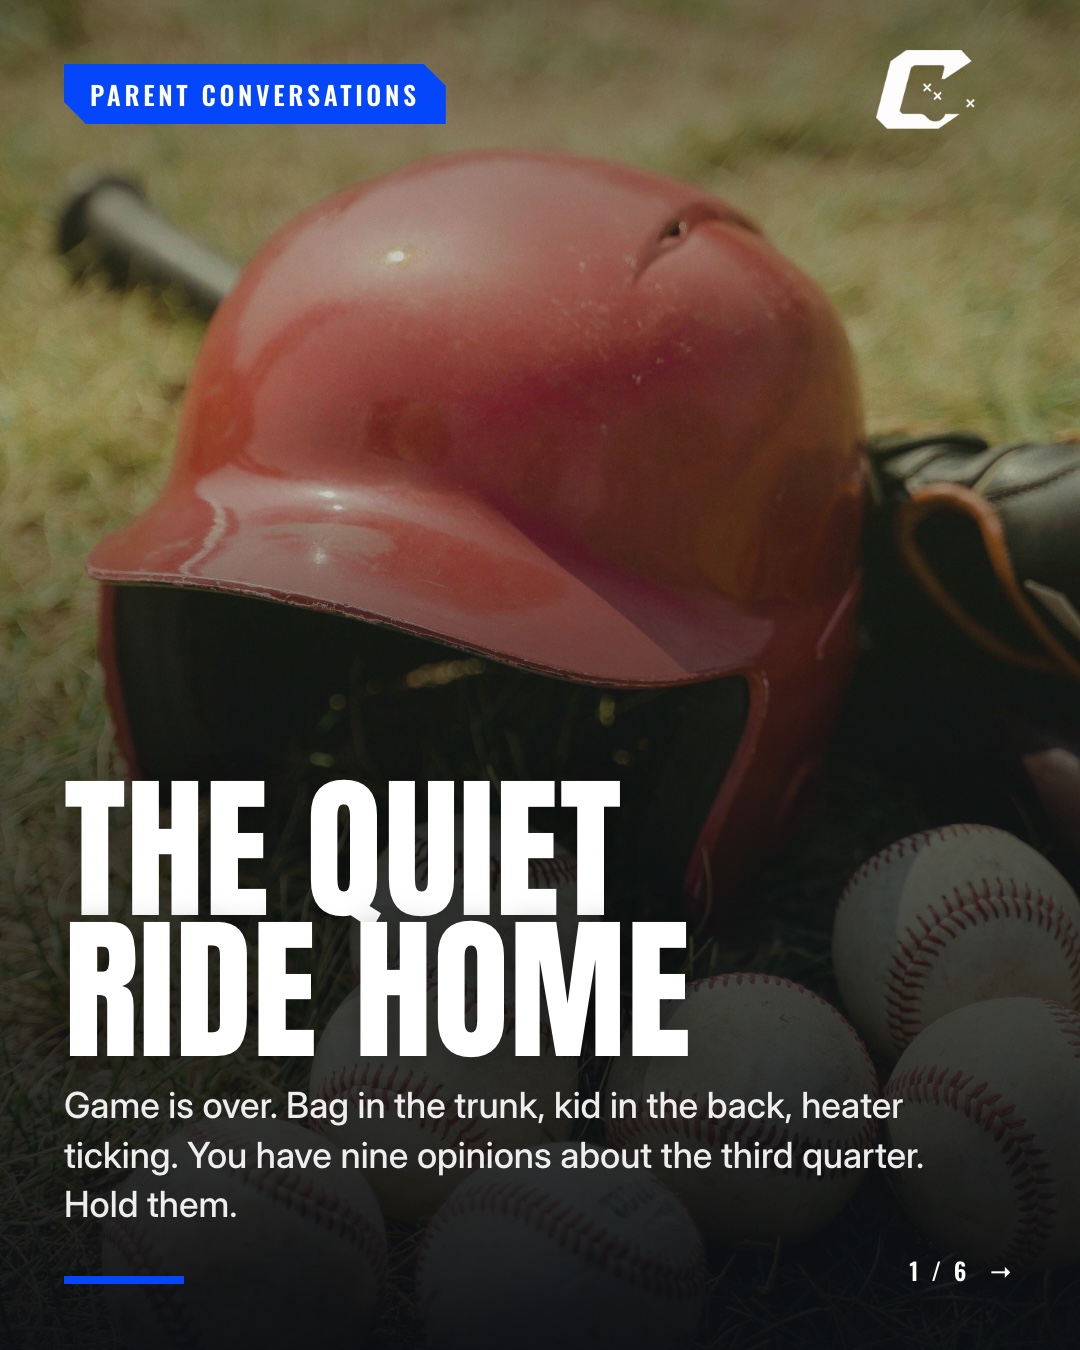 PARENT CONVERSATIONS
THE QUIET
RIDE HOME
Game is over. Bag in the trunk, kid in the back, heater
ticking. You have nine opinions about the third quarter.
Hold them.
1 / 6 →